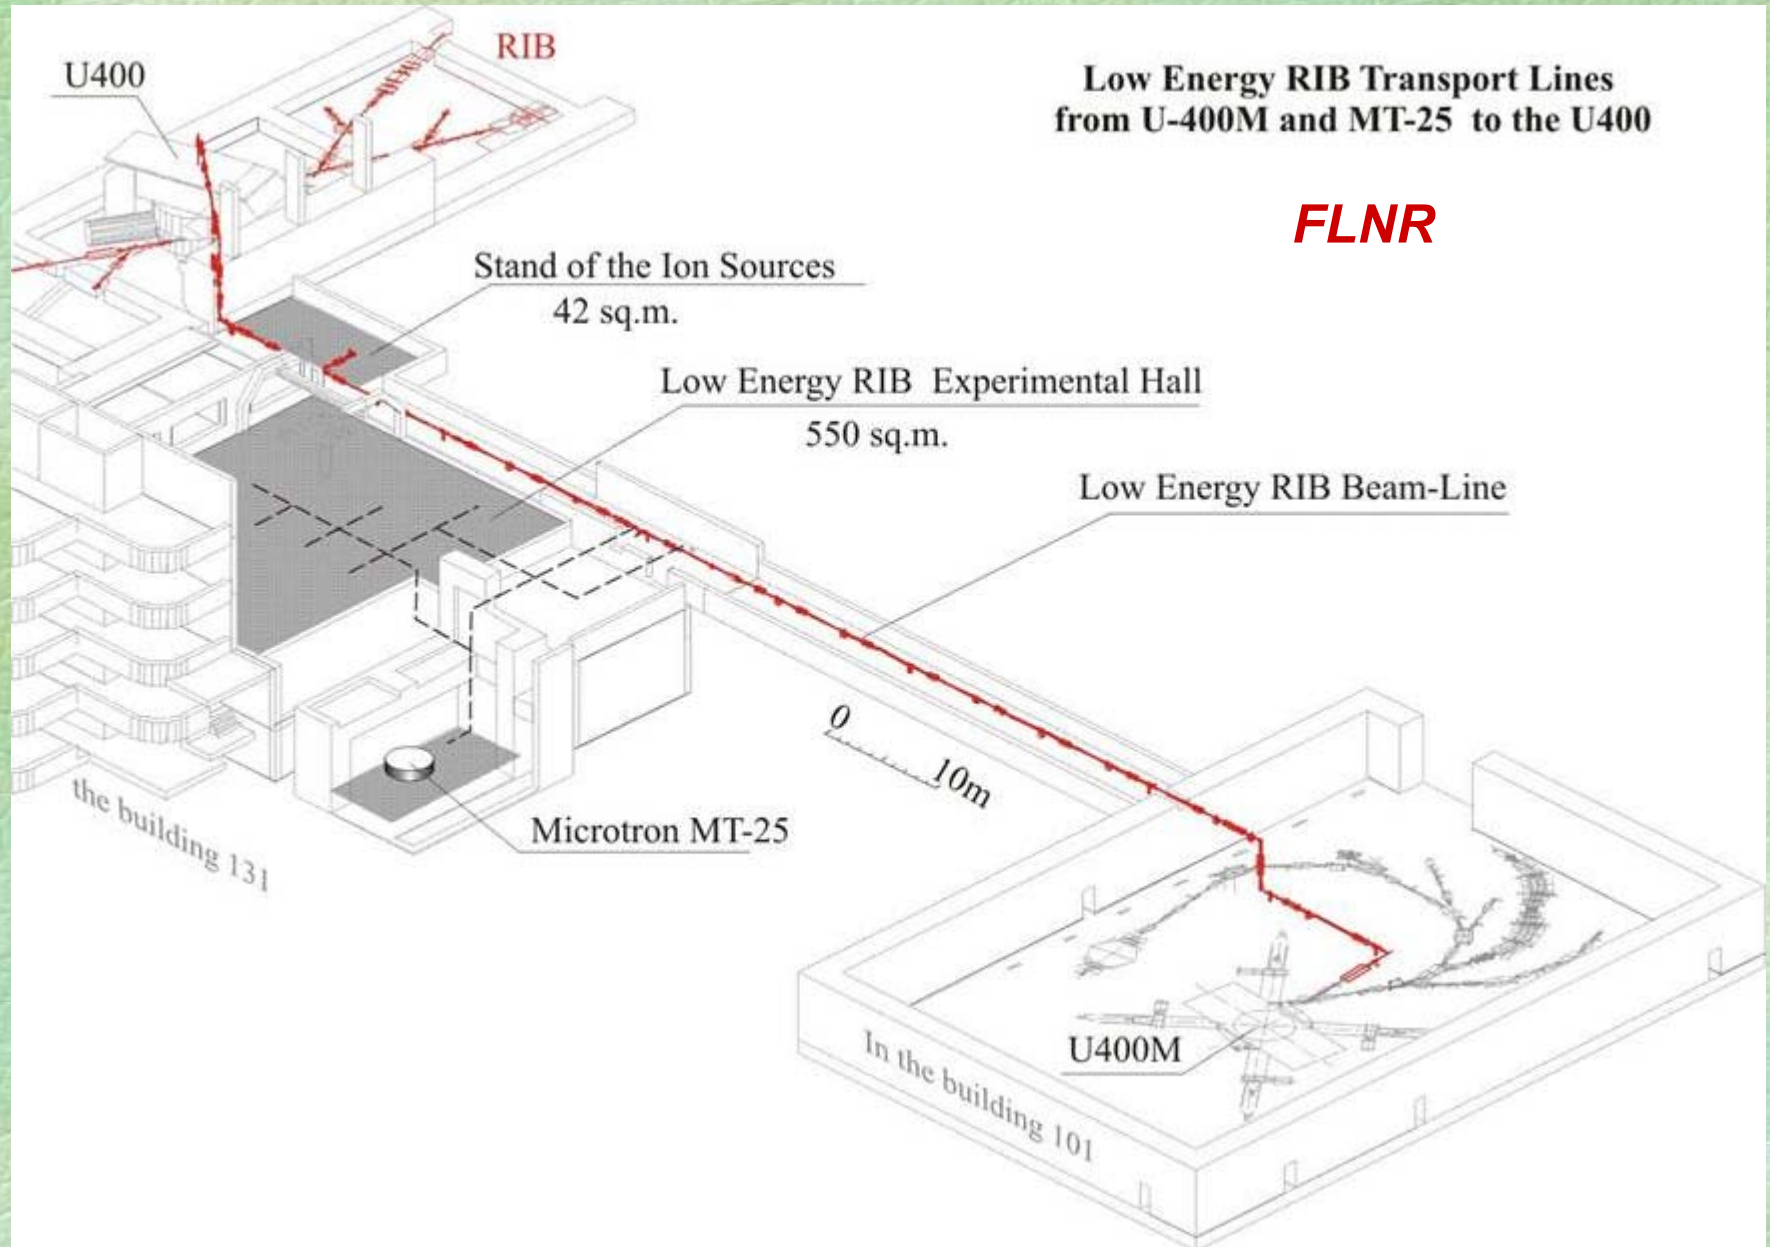 RIB
U400
Low Energy RIB Transport Lines
from U-400M and MT-25 to the U400
FLNR
Stand of the Ion Sources
42 sq.m.
Low Energy RIB Experimental Hall
550 sq.m.
Low Energy RIB Beam-Line
0
10m
the building 131
Microtron MT-25
U400M
In the building 101